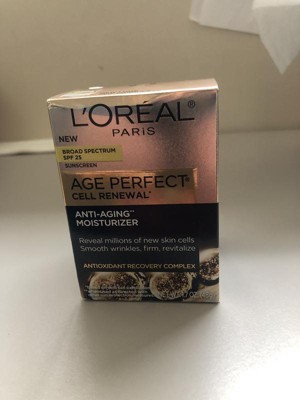 L'ORÉAL®
PARIS
NEW
BROAD SPECTRUM
SPF 25
SUNSCREEN
AGE PERFECT®
CELL RENEWAL*
ANTI-AGING**
MOISTURIZER
Reveal millions of new skin cells
Smooth wrinkles, firm, revitalize
ANTIOXIDANT RECOVERY COMPLEX